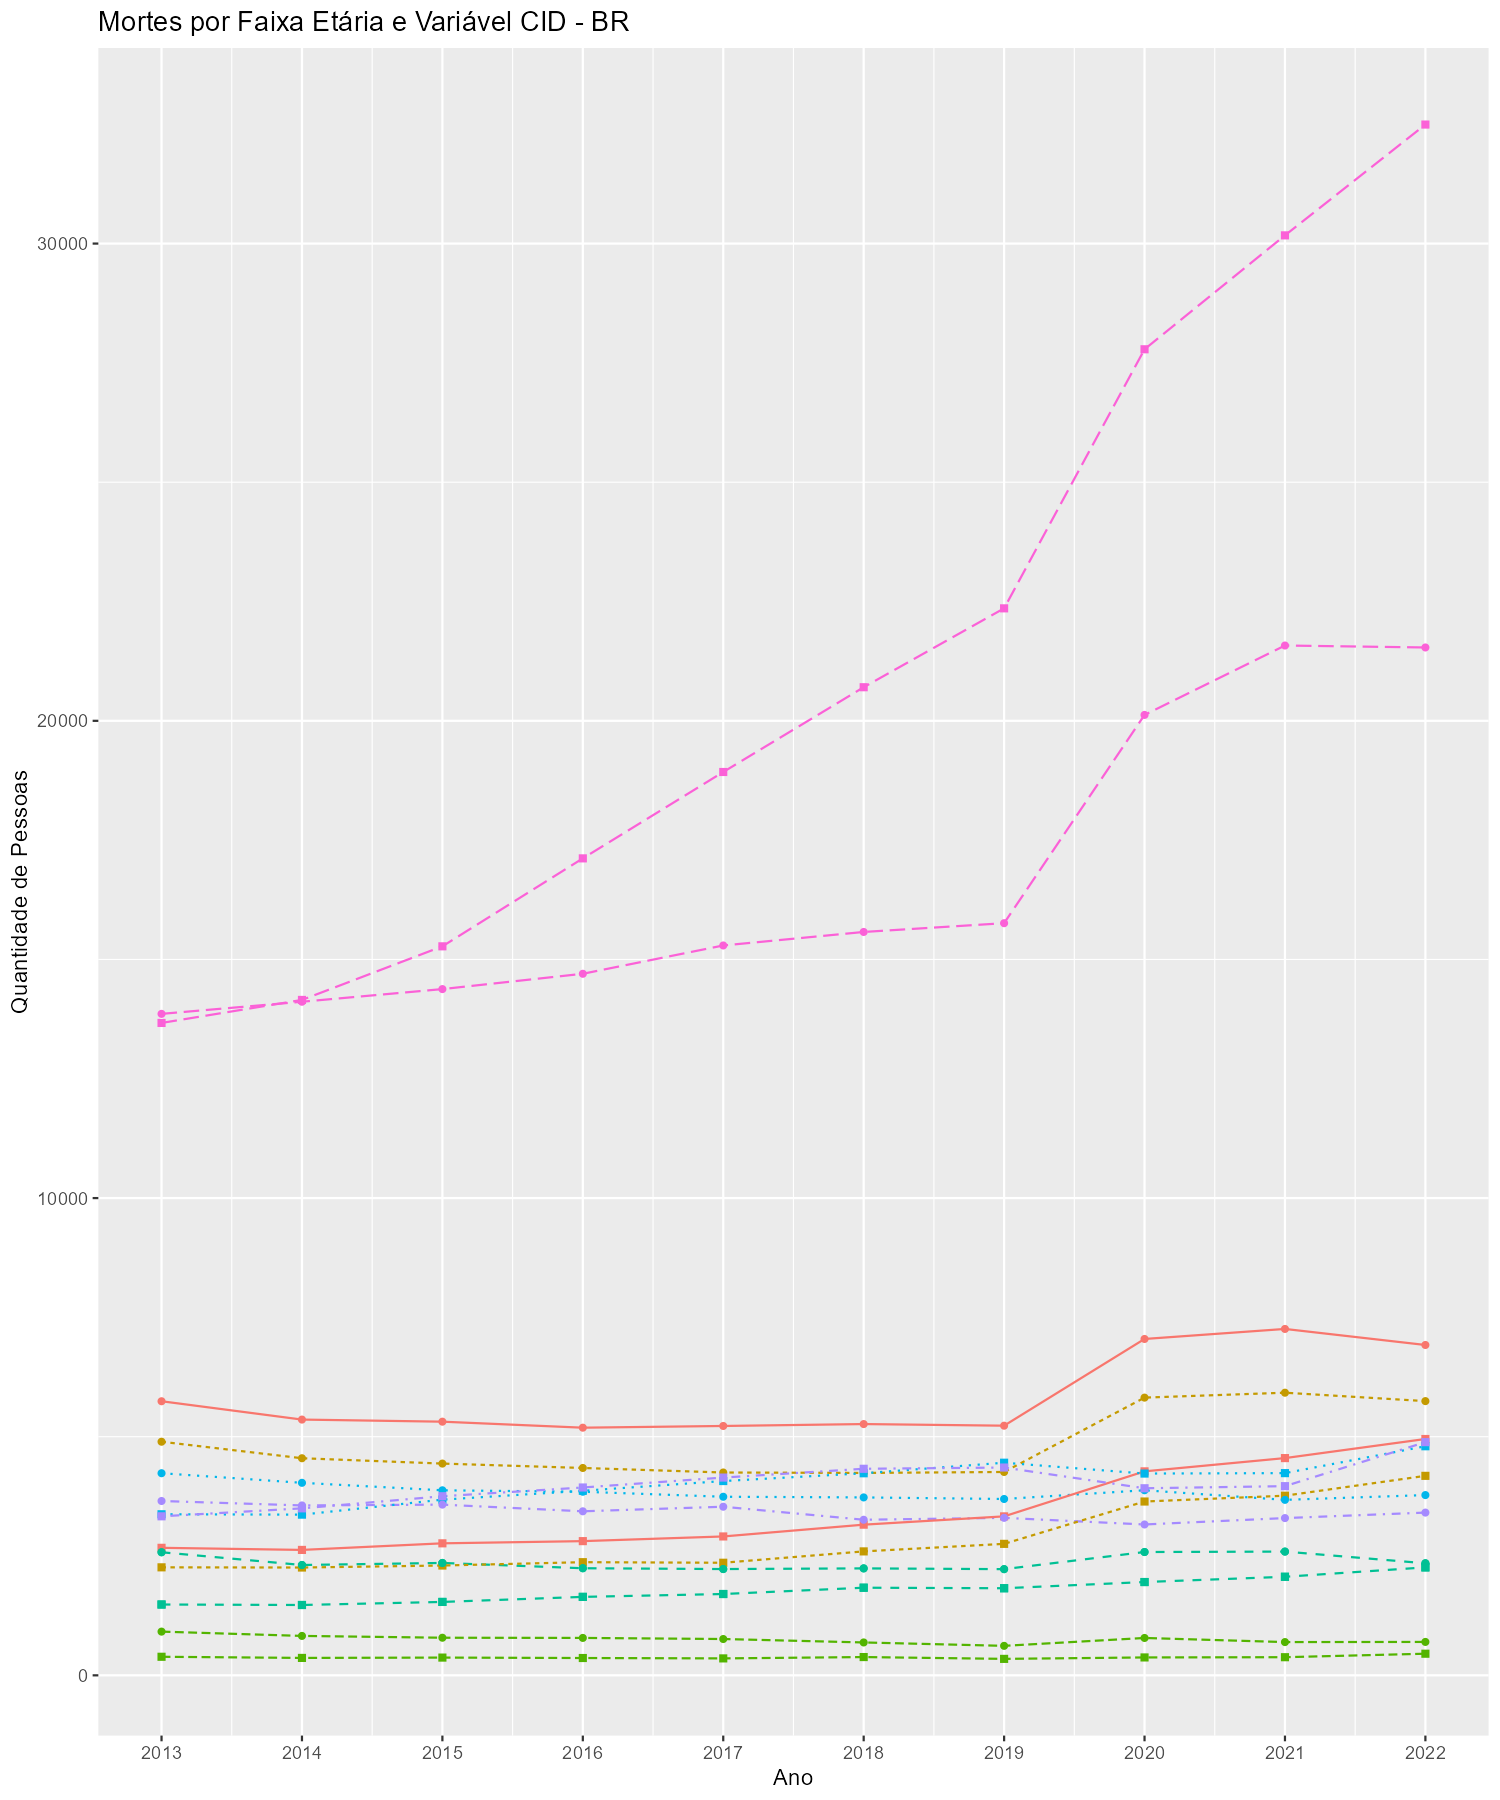 Mortes por Faixa Etária e Variável CID - BR
Quantidade de Pessoas
30000
20000
10000
0
2013 2014 2015 2016 2017 2018 2019 2020 2021 2022
Ano